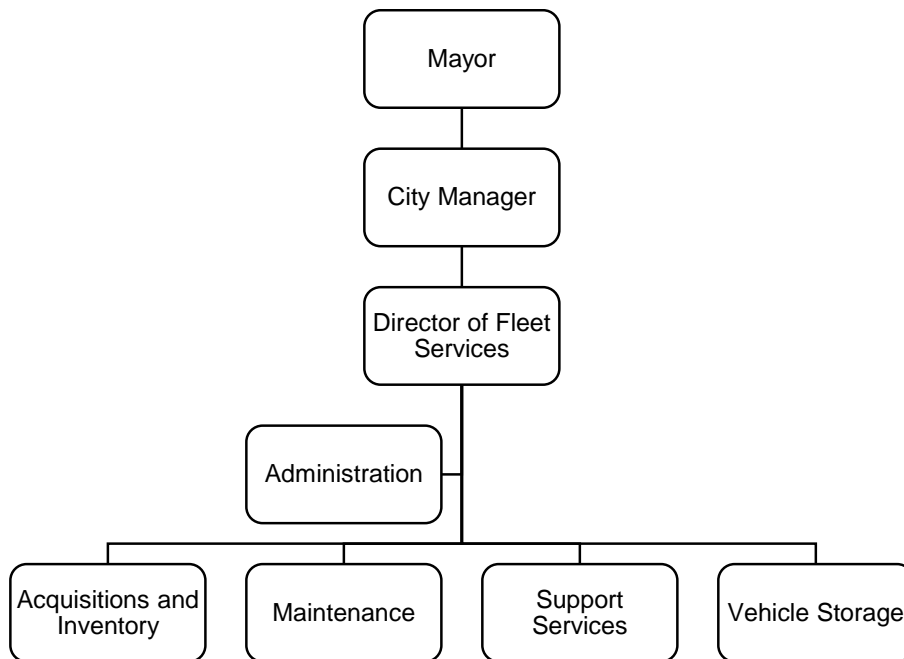 Mayor
City Manager
Director of Fleet
Services
Administration
Acquisitions and
Inventory
Maintenance
Support
Services
Vehicle Storage